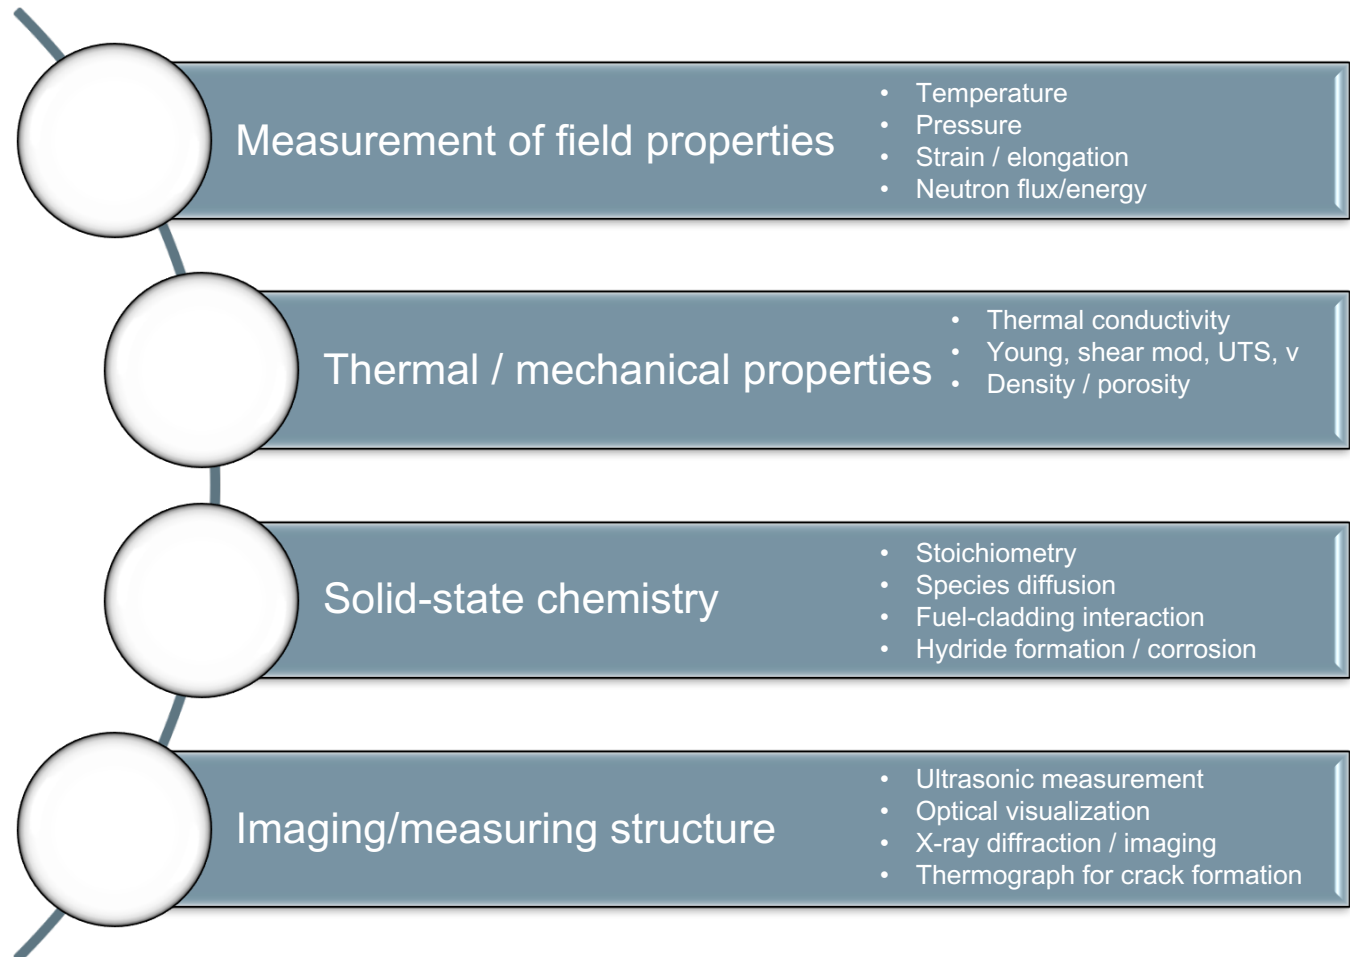 Measurement of field properties
• Temperature
• Pressure
• Strain / elongation
• Neutron flux/energy
Thermal / mechanical properties
• Thermal conductivity
• Young, shear mod, UTS, v
• Density / porosity
Solid-state chemistry
• Stoichiometry
• Species diffusion
• Fuel-cladding interaction
• Hydride formation / corrosion
Imaging/measuring structure
• Ultrasonic measurement
• Optical visualization
• X-ray diffraction / imaging
• Thermograph for crack formation